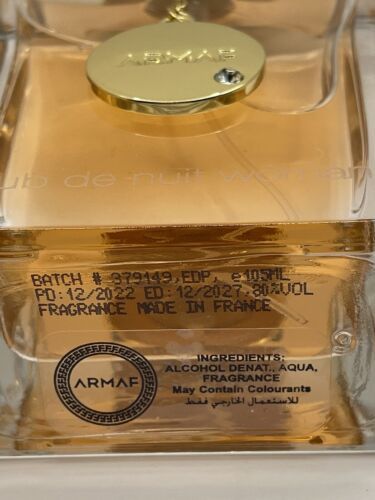 ARMAF
ub de nuit woman
BATCH # 379149,EDP, e105ML
PD:12/2022 ED:12/2027.80%VOL
FRAGRANCE MADE IN FRANCE
ARMAF
INGREDIENTS:
ALCOHOL DENAT., AQUA,
FRAGRANCE
May Contain Colourants
للاستعمال الخارجي فقط